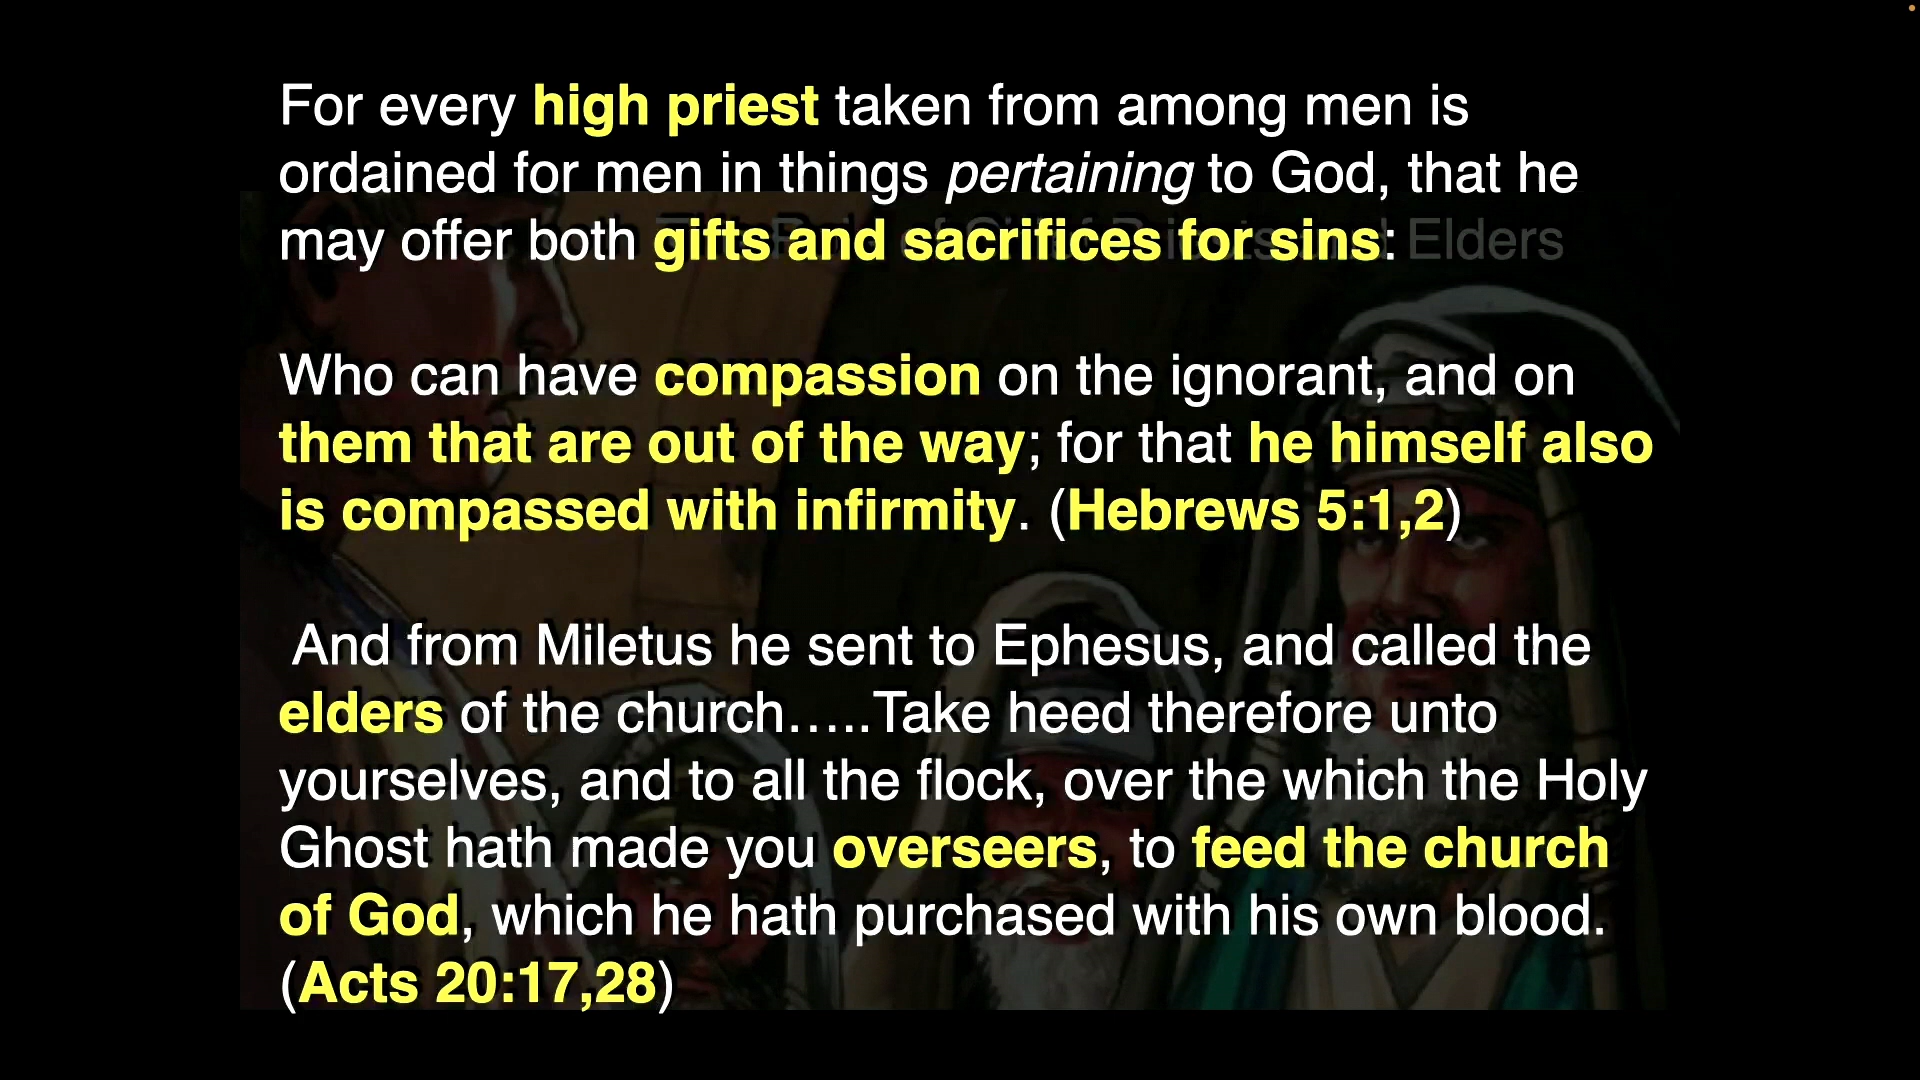 For every high priest taken from among men is
ordained for men in things pertaining to God, that he
may offer both gifts and sacrifices for sins: Elders
Who can have compassion on the ignorant, and on
them that are out of the way; for that he himself also
is compassed with infirmity. (Hebrews 5:1,2)
And from Miletus he sent to Ephesus, and called the
elders of the church…..Take heed therefore unto
yourselves, and to all the flock, over the which the Holy
Ghost hath made you overseers, to feed the church
of God, which he hath purchased with his own blood.
(Acts 20:17,28)